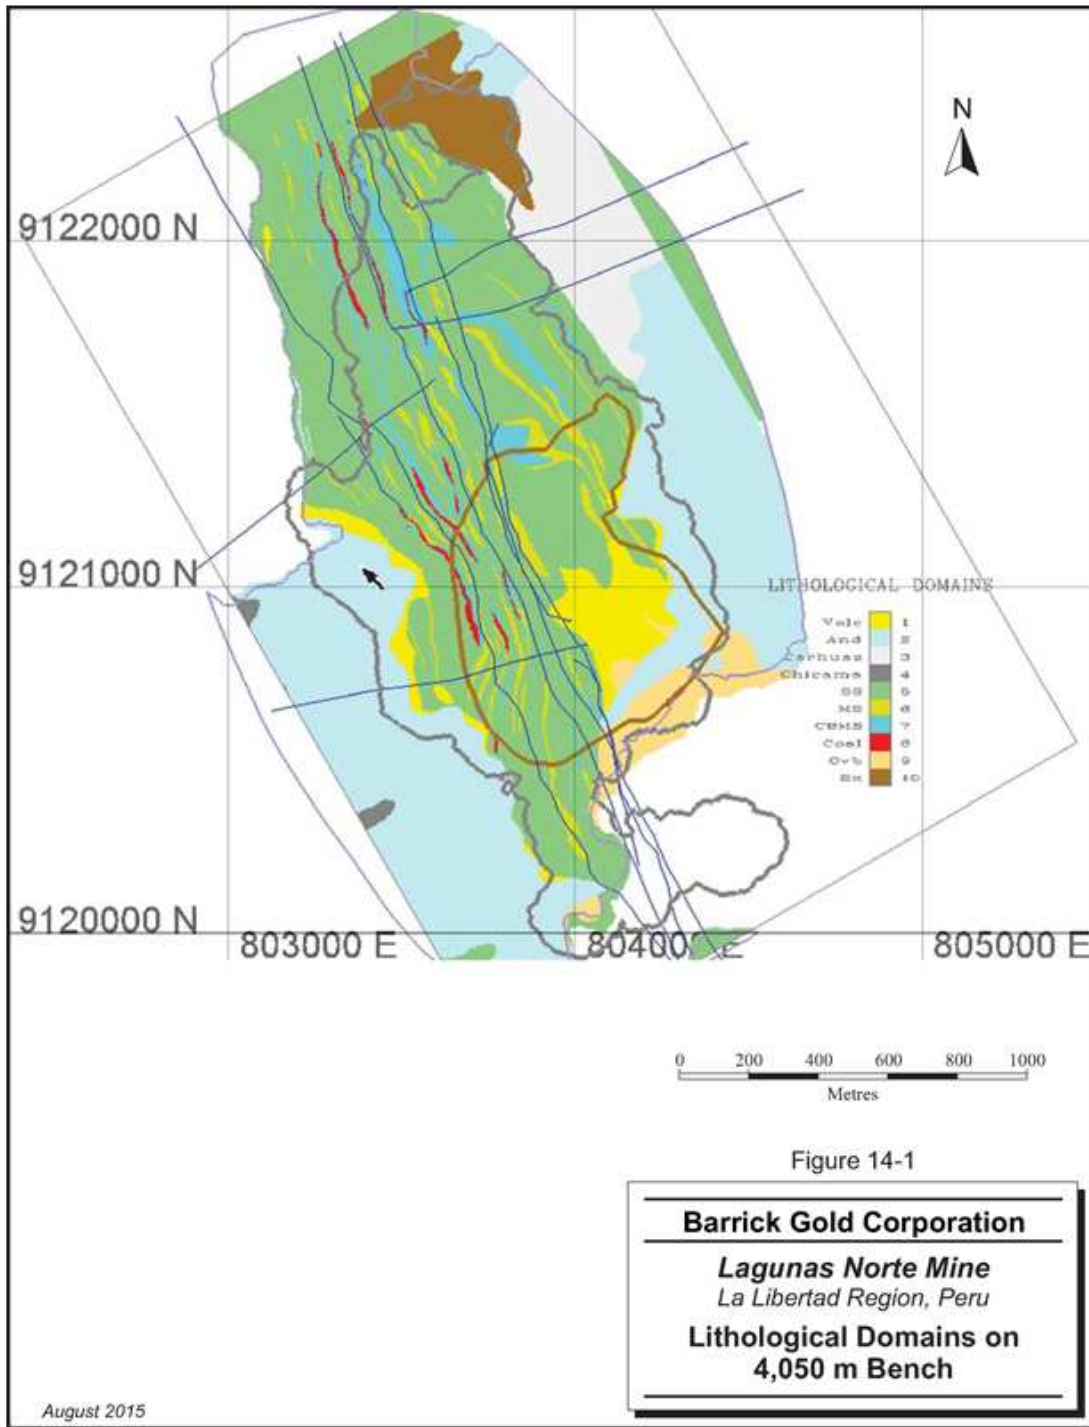 N
9122000 N
9121000 N
LITHOLOGICAL DOMAINS
Volc 1
And 2
Carhuaz 3
Chicama 4
SS 5
MS 6
CBMS 7
Coal 8
Ovb 9
10
9120000 N
803000 E
804000 E
805000 E
0 200 400 600 800 1000
Metres
Figure 14-1
Barrick Gold Corporation
Lagunas Norte Mine
La Libertad Region, Peru
Lithological Domains on
4,050 m Bench
August 2015